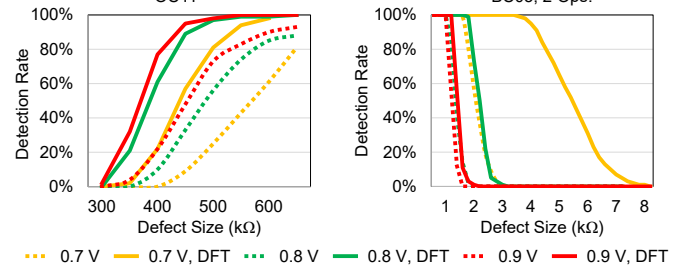 100%
80%
60%
40%
20%
0%
Detection Rate
300
400
500
600
Defect Size (kΩ)
100%
80%
60%
40%
20%
0%
Detection Rate
1
2
3
4
5
6
7
8
Defect Size (kΩ)
0.7 V
0.7 V, DFT
0.8 V
0.8 V, DFT
0.9 V
0.9 V, DFT